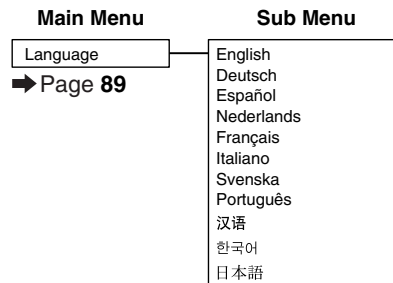 Main Menu
Sub Menu
Language
➡Page 89
English
Deutsch
Español
Nederlands
Français
Italiano
Svenska
Português
汉语
한국어
日本語